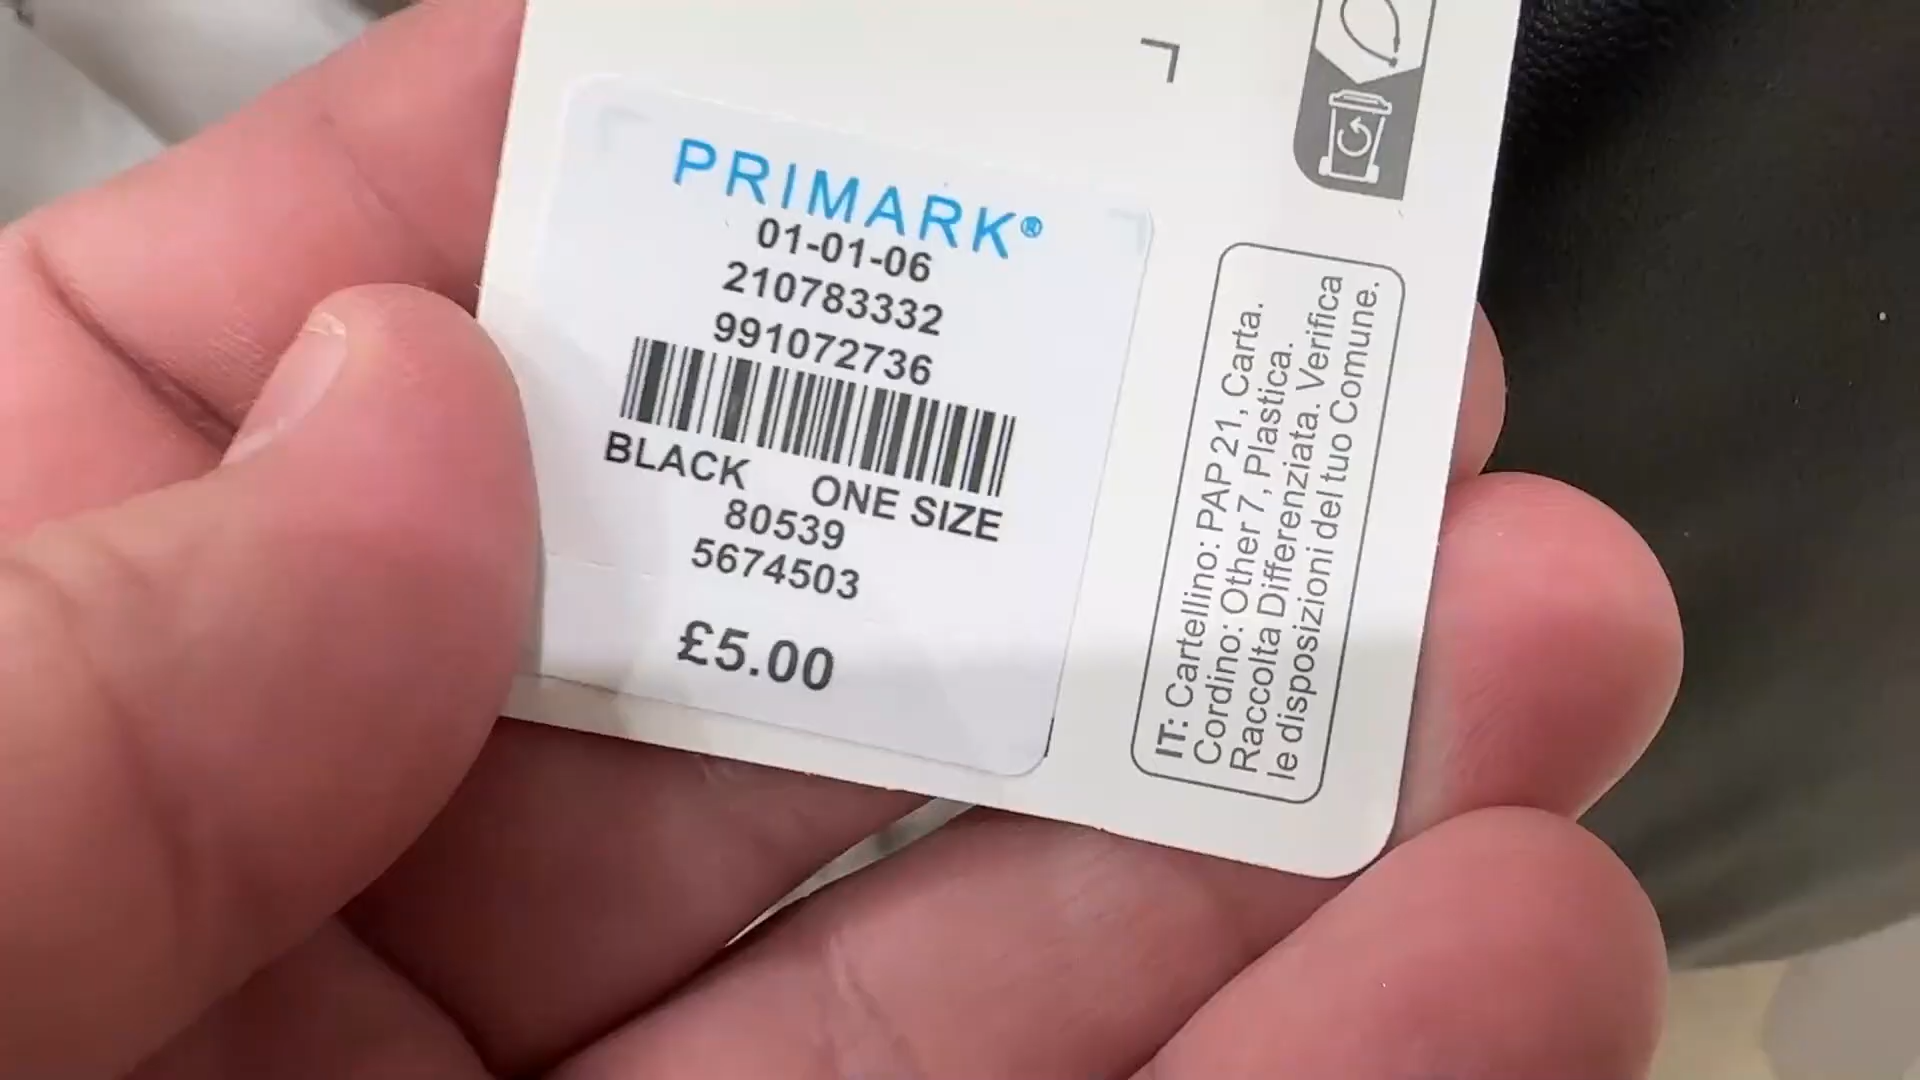 PRIMARK®
01-01-06
210783332
991072736
BLACK ONE SIZE
80539
5674503
£5.00
IT: Cartellino: PAP 21, Carta.
Cordino: Other 7, Plastica.
Raccolta Differenziata. Verifica
le disposizioni del tuo Comune.